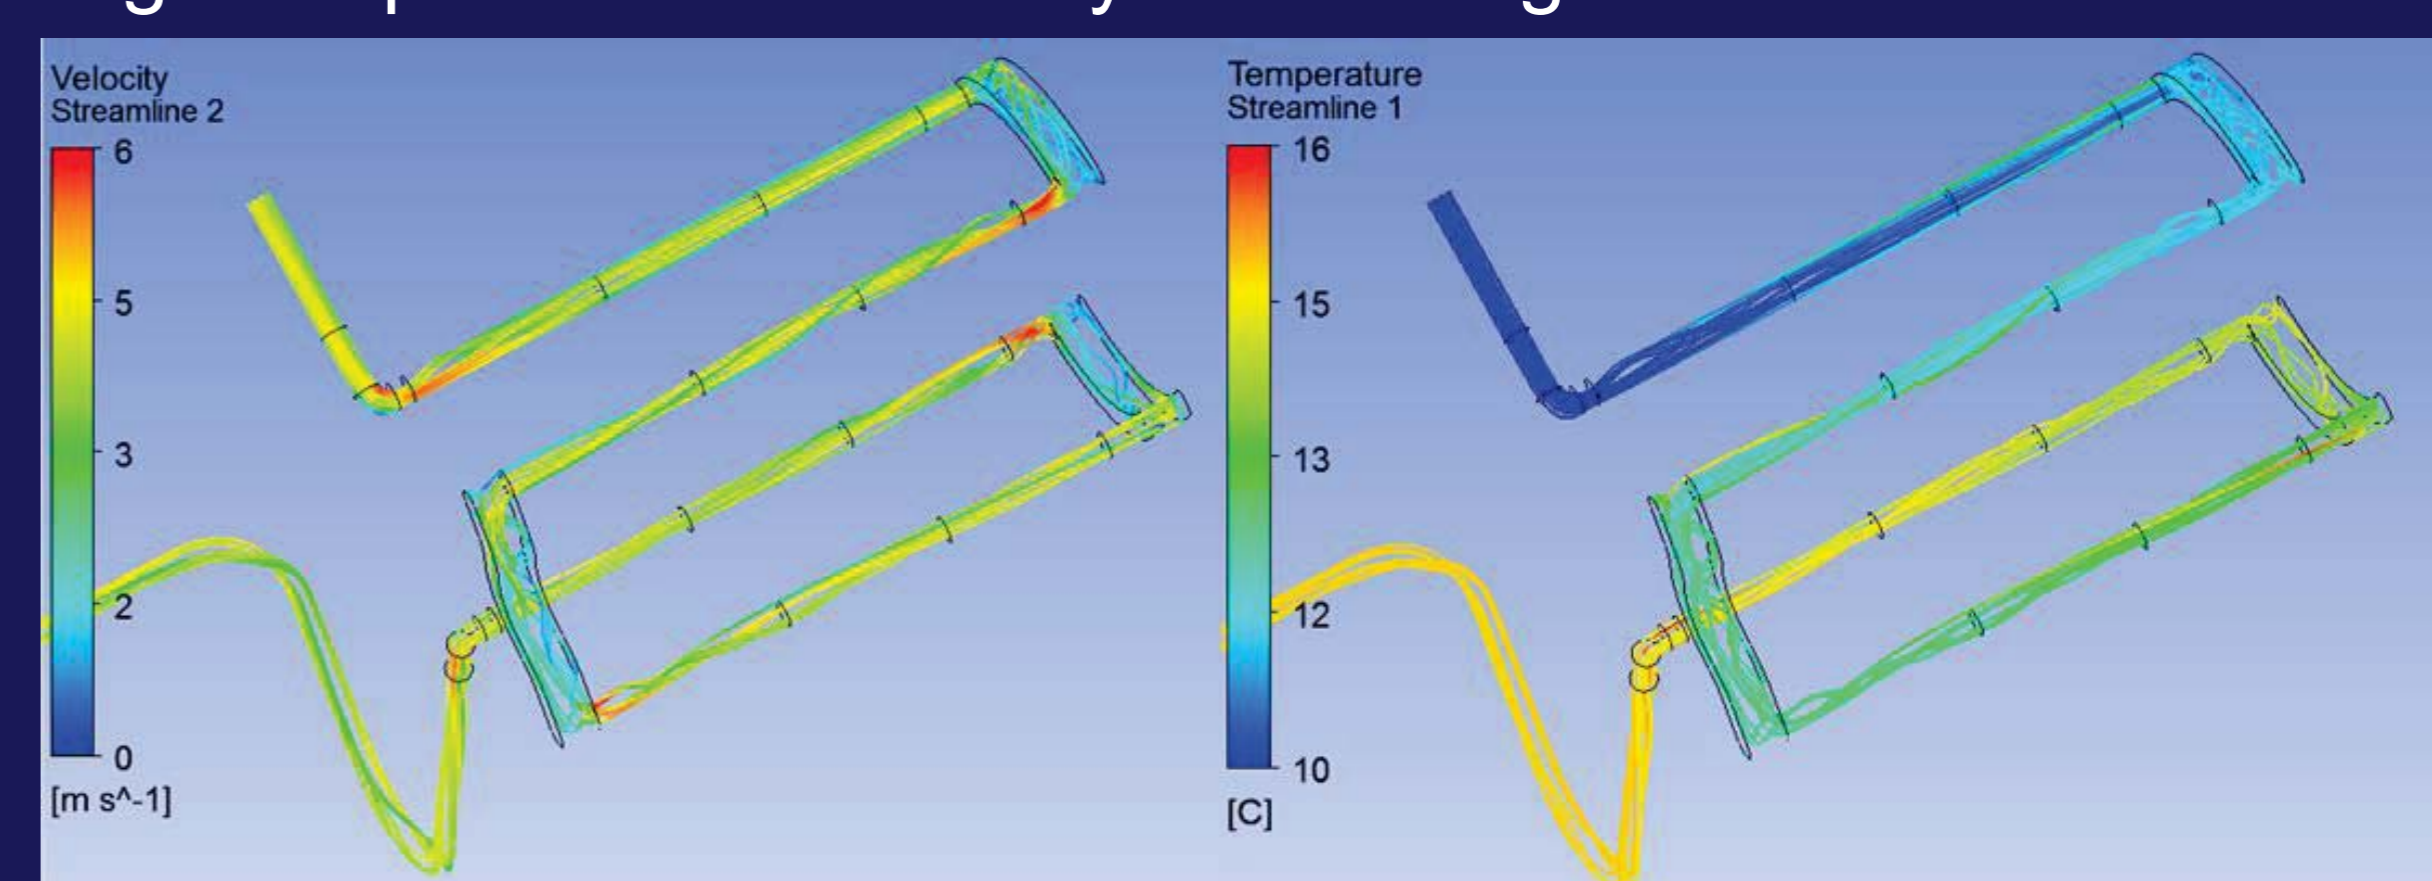 Velocity
Streamline 2
6
5
3
2
0
[m s^-1]
Temperature
Streamline 1
16
15
13
12
10
[C]